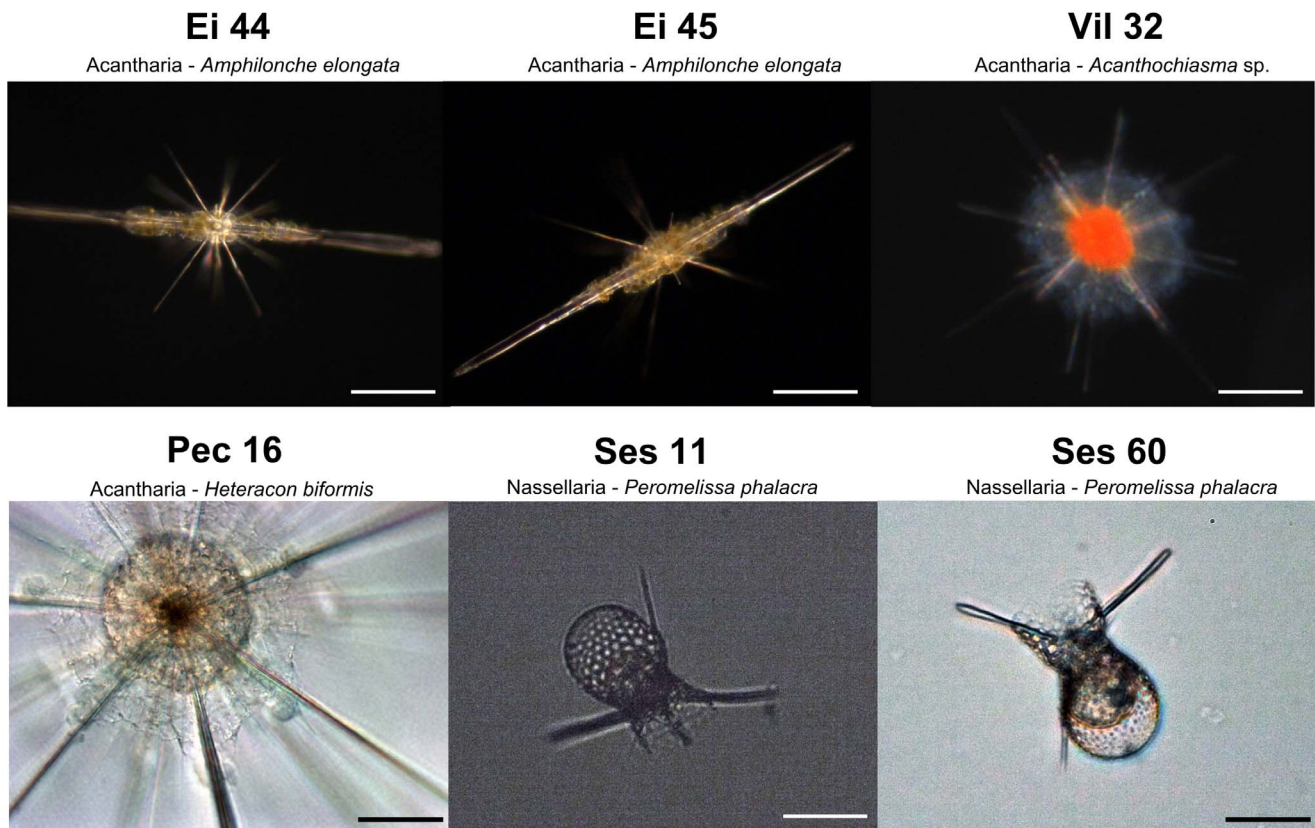 Ei 44
Acantharia - Amphilonche elongata
Ei 45
Acantharia - Amphilonche elongata
Vil 32
Acantharia - Acanthochiasma sp.
Pec 16
Acantharia - Heteracon biformis
Ses 11
Nassellaria - Peromelissa phalacra
Ses 60
Nassellaria - Peromelissa phalacra